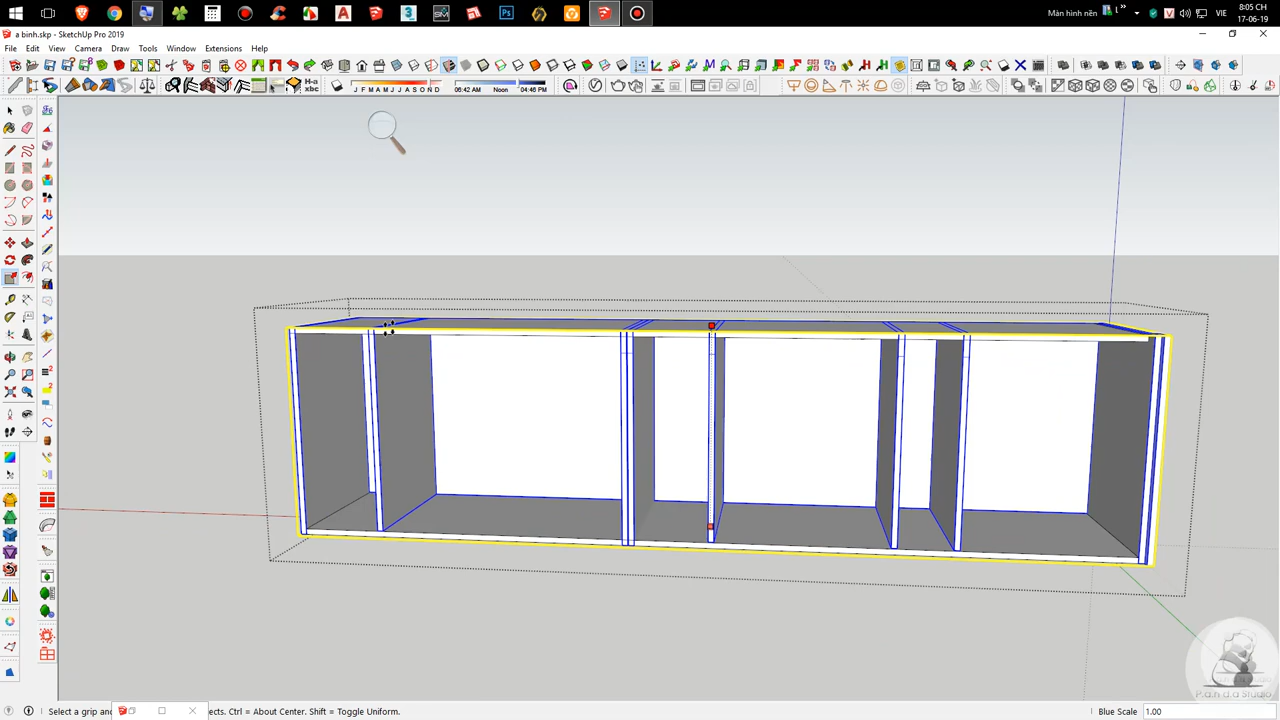 Màn hình nền
VIE
8:05 CH
17-06-19
a binh.skp - SketchUp Pro 2019
File Edit View Camera Draw Tools Window Extensions Help
H-a
xbc
J F M A M J J A S O N D
06:42 AM Noon 04:46 PM
P.a.n.d.a Studio
Select a grip and
ects. Ctrl = About Center. Shift = Toggle Uniform.
Blue Scale 1.00